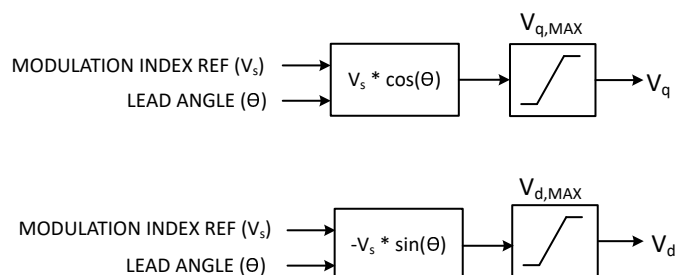 V_q,MAX
MODULATION INDEX REF (V_s)
LEAD ANGLE (Θ)
V_s * cos(Θ)
V_q
V_d,MAX
MODULATION INDEX REF (V_s)
LEAD ANGLE (Θ)
-V_s * sin(Θ)
V_d